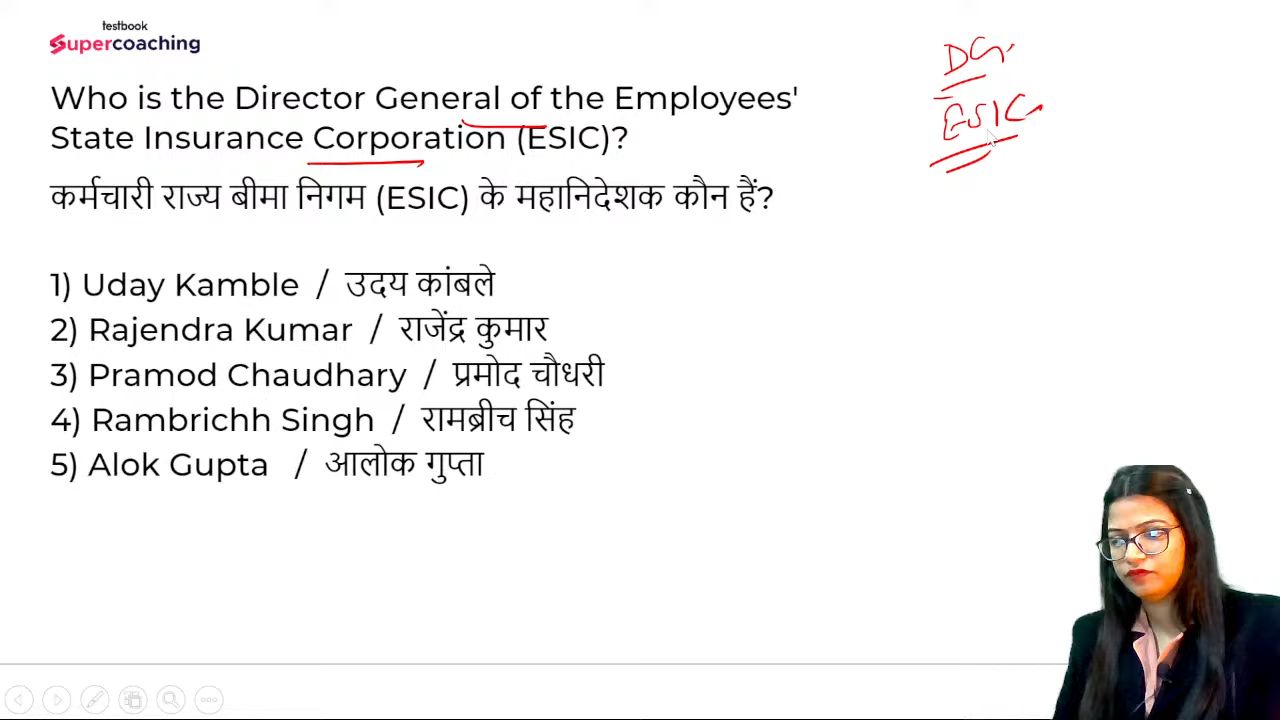 testbook
Supercoaching
DG.
ESIC
Who is the Director General of the Employees'
State Insurance Corporation (ESIC)?
कर्मचारी राज्य बीमा निगम (ESIC) के महानिदेशक कौन हैं?
1) Uday Kamble / उदय कांबले
2) Rajendra Kumar / राजेंद्र कुमार
3) Pramod Chaudhary / प्रमोद चौधरी
4) Rambrichh Singh / रामब्रीच सिंह
5) Alok Gupta / आलोक गुप्ता